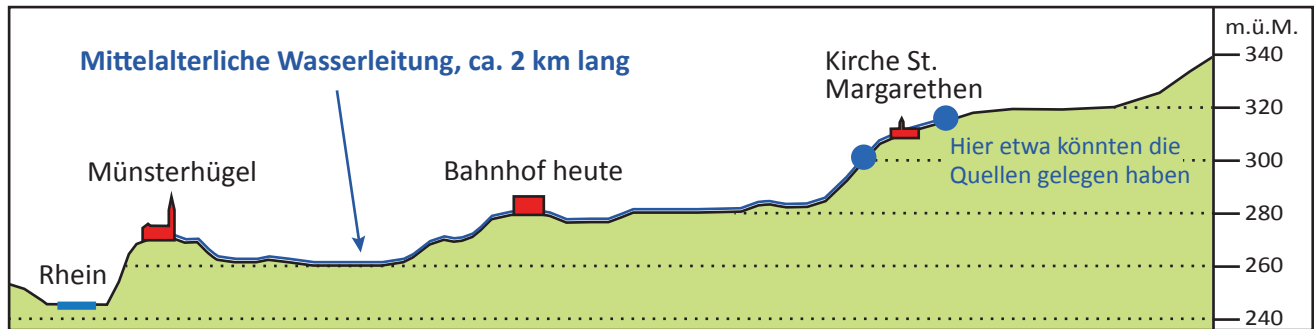 m.ü.M.
Mittelalterliche Wasserleitung, ca. 2 km lang
Kirche St.
Margarethen
340
320
Hier etwa könnten die
Quellen gelegen haben
300
Münsterhügel
Bahnhof heute
280
Rhein
260
240